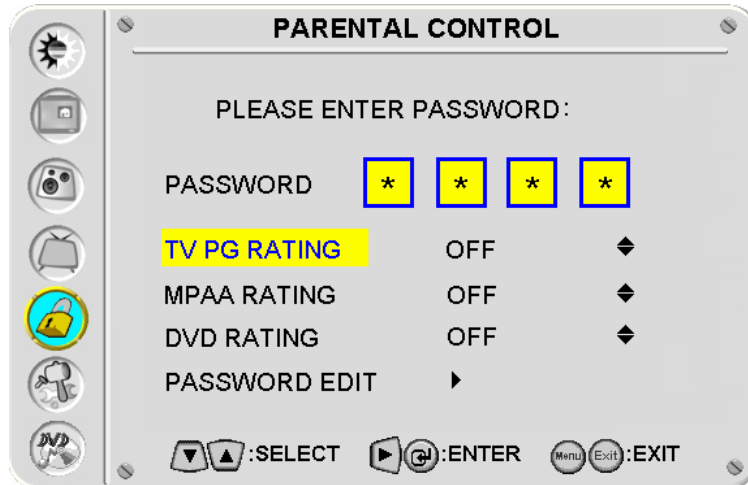 PARENTAL CONTROL
PLEASE ENTER PASSWORD:
PASSWORD * * * *
TV PG RATING OFF
MPAA RATING OFF
DVD RATING OFF
PASSWORD EDIT
DVD
:SELECT :ENTER Menu Exit :EXIT